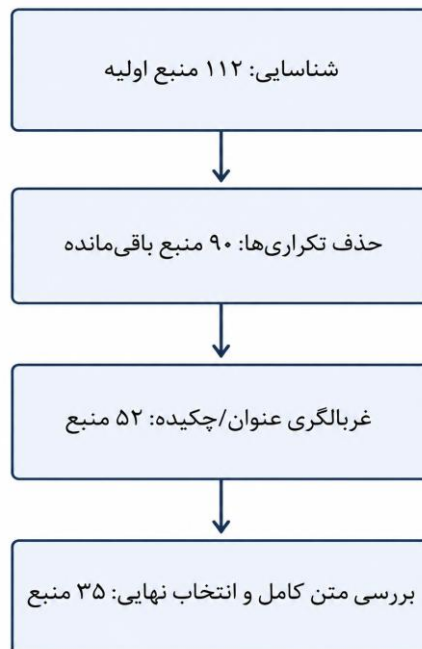 شناسایی: ۱۱۲ منبع اولیه
حذف تکراری‌ها: ۹۰ منبع باقی‌مانده
غربالگری عنوان/چکیده: ۵۲ منبع
بررسی متن کامل و انتخاب نهایی: ۳۵ منبع